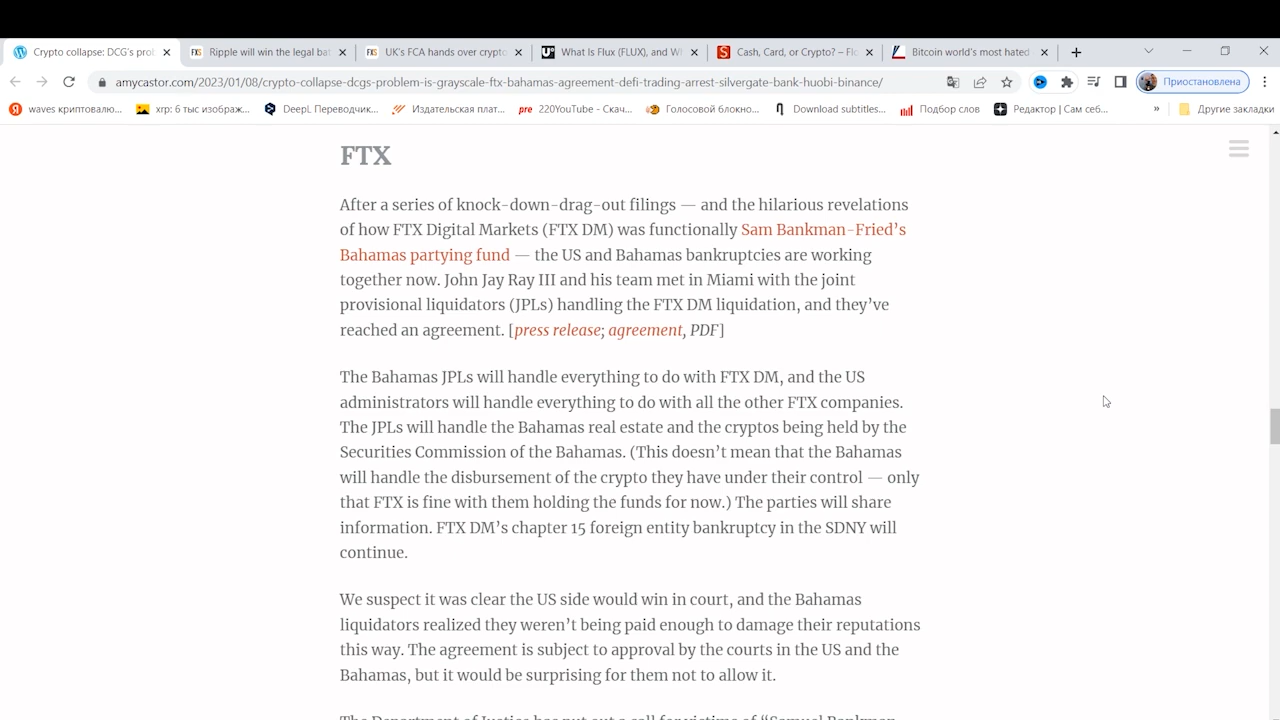 Crypto collapse: DCG's prob
Ripple will win the legal bat
UK's FCA hands over crypto
What Is Flux (FLUX), and W
Cash, Card, or Crypto? – Flo
Bitcoin world's most hated
amycastor.com/2023/01/08/crypto-collapse-dcgs-problem-is-grayscale-ftx-bahamas-agreement-defi-trading-arrest-silvergate-bank-huobi-binance/
Приостановлена
waves криптовалю...
xrp: 6 тыс изображ...
DeepL Переводчик...
Издательская плат...
220YouTube - Скач...
Голосовой блокно...
Download subtitles...
Подбор слов
Редактор | Сам себ...
»
Другие закладки
FTX
After a series of knock-down-drag-out filings — and the hilarious revelations
of how FTX Digital Markets (FTX DM) was functionally Sam Bankman-Fried's
Bahamas partying fund — the US and Bahamas bankruptcies are working
together now. John Jay Ray III and his team met in Miami with the joint
provisional liquidators (JPLs) handling the FTX DM liquidation, and they've
reached an agreement. [press release; agreement, PDF]
The Bahamas JPLs will handle everything to do with FTX DM, and the US
administrators will handle everything to do with all the other FTX companies.
The JPLs will handle the Bahamas real estate and the cryptos being held by the
Securities Commission of the Bahamas. (This doesn't mean that the Bahamas
will handle the disbursement of the crypto they have under their control — only
that FTX is fine with them holding the funds for now.) The parties will share
information. FTX DM's chapter 15 foreign entity bankruptcy in the SDNY will
continue.
We suspect it was clear the US side would win in court, and the Bahamas
liquidators realized they weren't being paid enough to damage their reputations
this way. The agreement is subject to approval by the courts in the US and the
Bahamas, but it would be surprising for them not to allow it.
The Department of Justice has put out a call for victims of "Samuel Bankman-